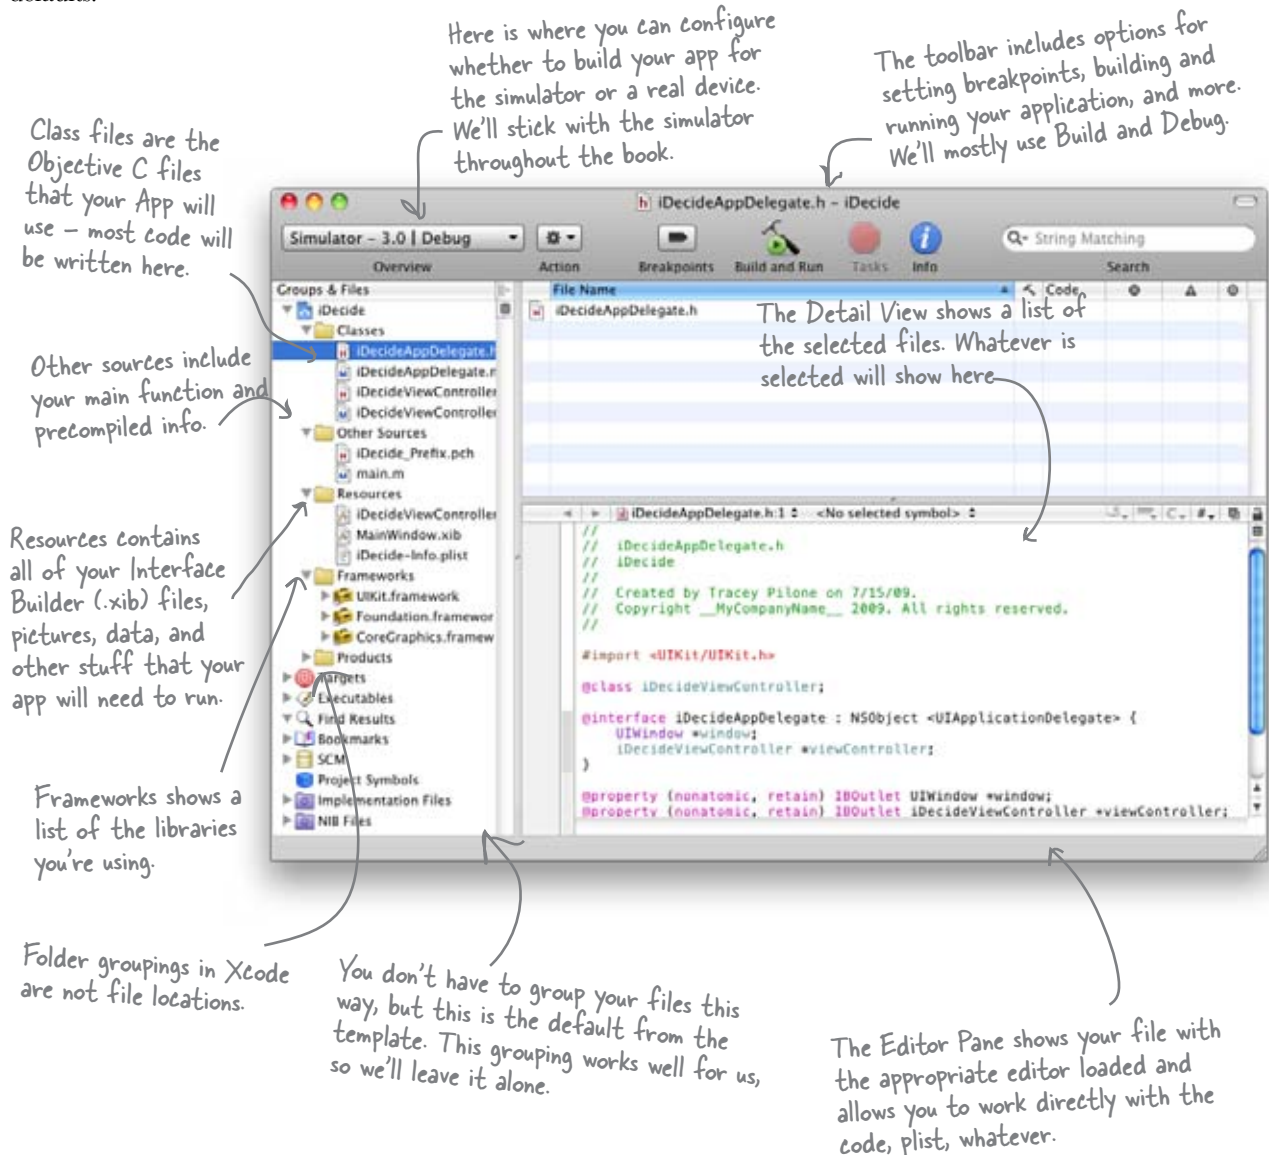 defaults.
Here is where you can configure
whether to build your app for
the simulator or a real device.
We'll stick with the simulator
throughout the book.
The toolbar includes options for
setting breakpoints, building and
running your application, and more.
We'll mostly use Build and Debug.
Class files are the
Objective C files
that your App will
use – most code will
be written here.
iDecideAppDelegate.h – iDecide
Simulator – 3.0 | Debug
String Matching
Overview
Action
Breakpoints
Build and Run
Tasks
Info
Search
Groups & Files
File Name
Code
iDecide
iDecideAppDelegate.h
Classes
iDecideAppDelegate.h
iDecideAppDelegate.m
iDecideViewController
iDecideViewController
Other Sources
iDecide_Prefix.pch
main.m
Resources
iDecideViewController
MainWindow.xib
iDecide-Info.plist
Frameworks
UIKit.framework
Foundation.framewor
CoreGraphics.framew
Products
Targets
Executables
Find Results
Bookmarks
SCM
Project Symbols
Implementation Files
NIB Files
The Detail View shows a list of
the selected files. Whatever is
selected will show here
Other sources include
your main function and
precompiled info.
iDecideAppDelegate.h:1 <No selected symbol>
C #
//
// iDecideAppDelegate.h
// iDecide
//
// Created by Tracey Pilone on 7/15/09.
// Copyright __MyCompanyName__ 2009. All rights reserved.
//
#import <UIKit/UIKit.h>
@class iDecideViewController;
@interface iDecideAppDelegate : NSObject <UIApplicationDelegate> {
UIWindow *window;
iDecideViewController *viewController;
}
@property (nonatomic, retain) IBOutlet UIWindow *window;
@property (nonatomic, retain) IBOutlet iDecideViewController *viewController;
Resources contains
all of your Interface
Builder (.xib) files,
pictures, data, and
other stuff that your
app will need to run.
Frameworks shows a
list of the libraries
you're using.
Folder groupings in Xcode
are not file locations.
You don't have to group your files this
way, but this is the default from the
template. This grouping works well for us,
so we'll leave it alone.
The Editor Pane shows your file with
the appropriate editor loaded and
allows you to work directly with the
code, plist, whatever.